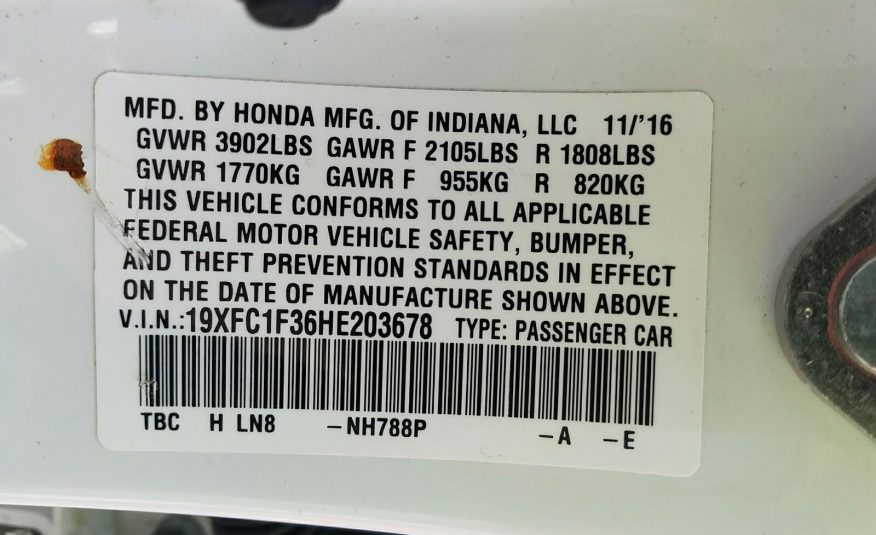 MFD. BY HONDA MFG. OF INDIANA, LLC 11/'16
GVWR 3902LBS GAWR F 2105LBS R 1808LBS
GVWR 1770KG GAWR F 955KG R 820KG
THIS VEHICLE CONFORMS TO ALL APPLICABLE
FEDERAL MOTOR VEHICLE SAFETY, BUMPER,
AND THEFT PREVENTION STANDARDS IN EFFECT
ON THE DATE OF MANUFACTURE SHOWN ABOVE.
V.I.N.:19XFC1F36HE203678 TYPE: PASSENGER CAR
TBC H LN8 -NH788P -A -E